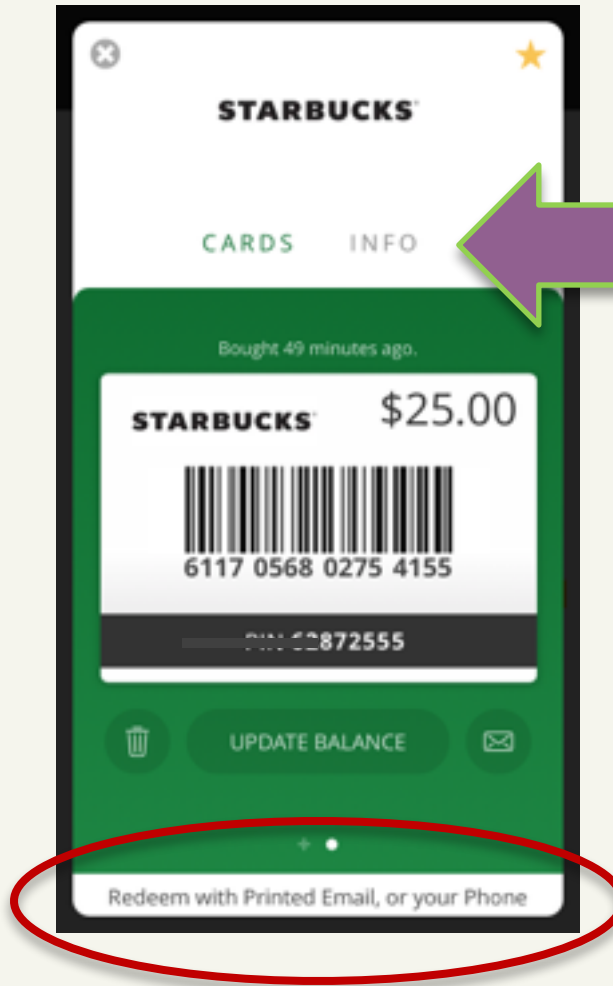 STARBUCKS
CARDS INFO
Bought 49 minutes ago.
STARBUCKS $25.00
6117 0568 0275 4155
872555
UPDATE BALANCE
Redeem with Printed Email, or your Phone